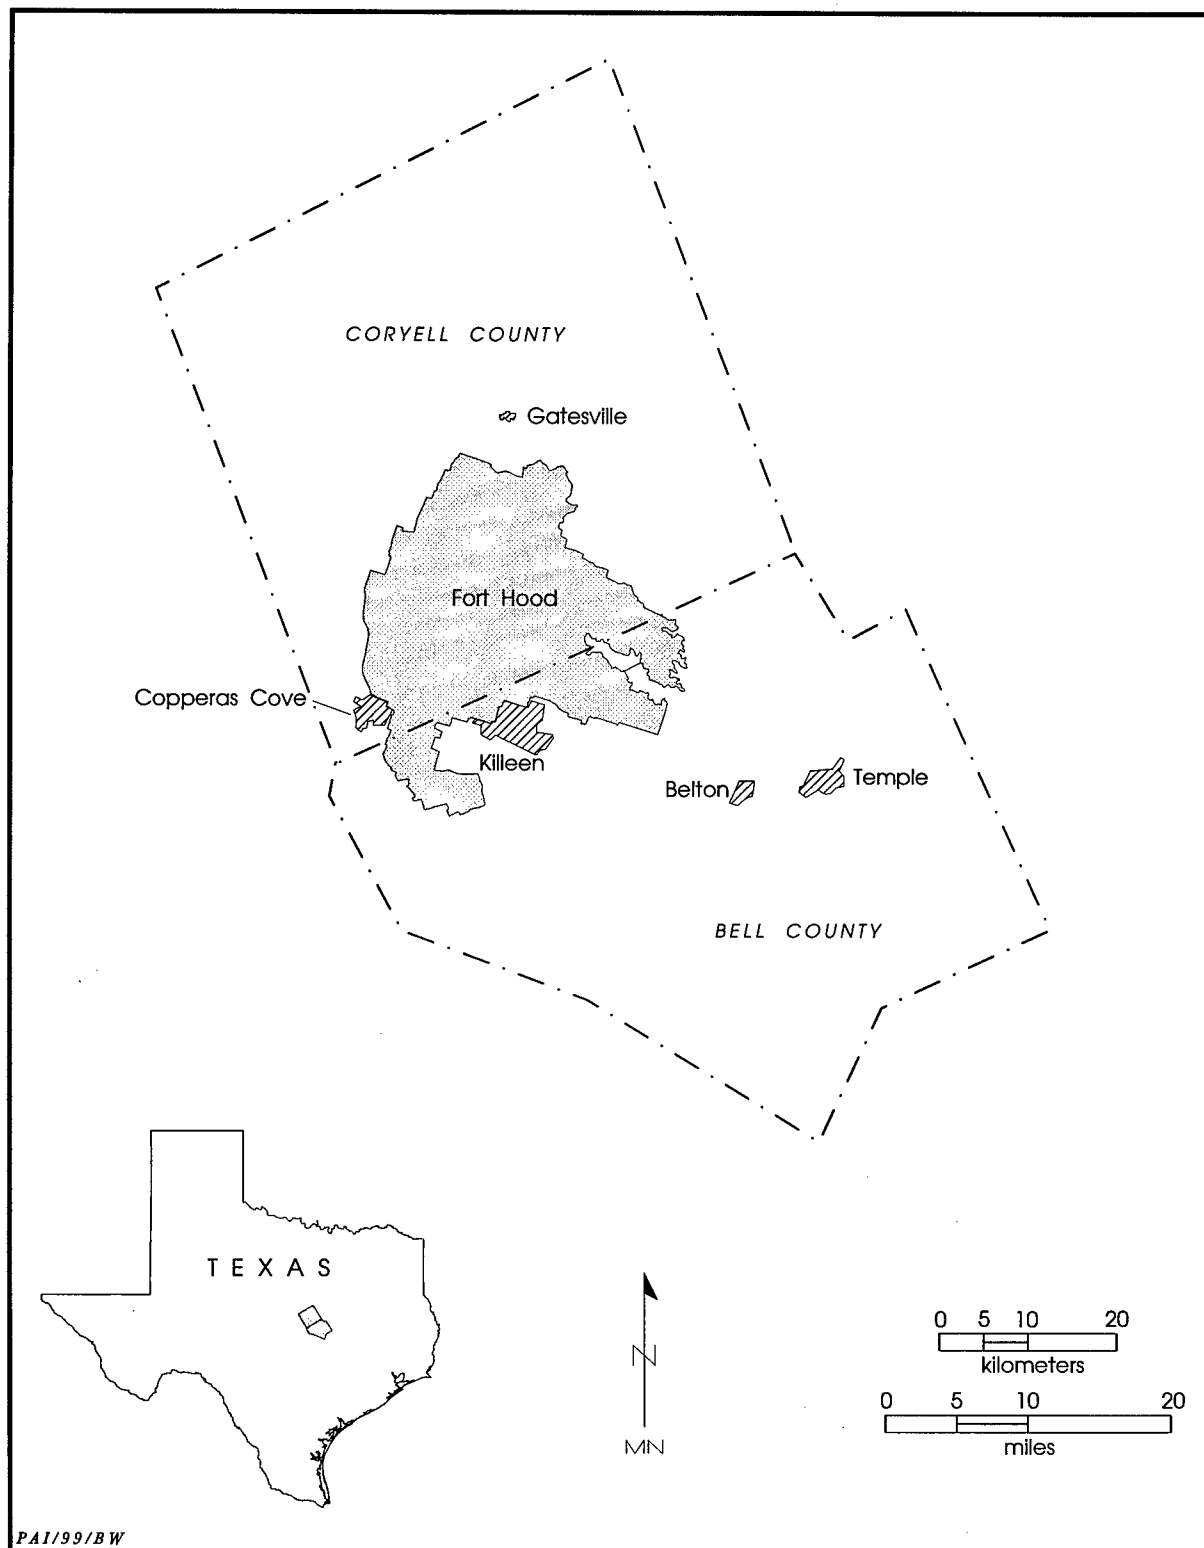 CORYELL COUNTY
Gatesville
Fort Hood
Copperas Cove
Killeen
Belton
Temple
BELL COUNTY
TEXAS
N
MN
0 5 10 20
kilometers
0 5 10 20
miles
PAI/99/BW